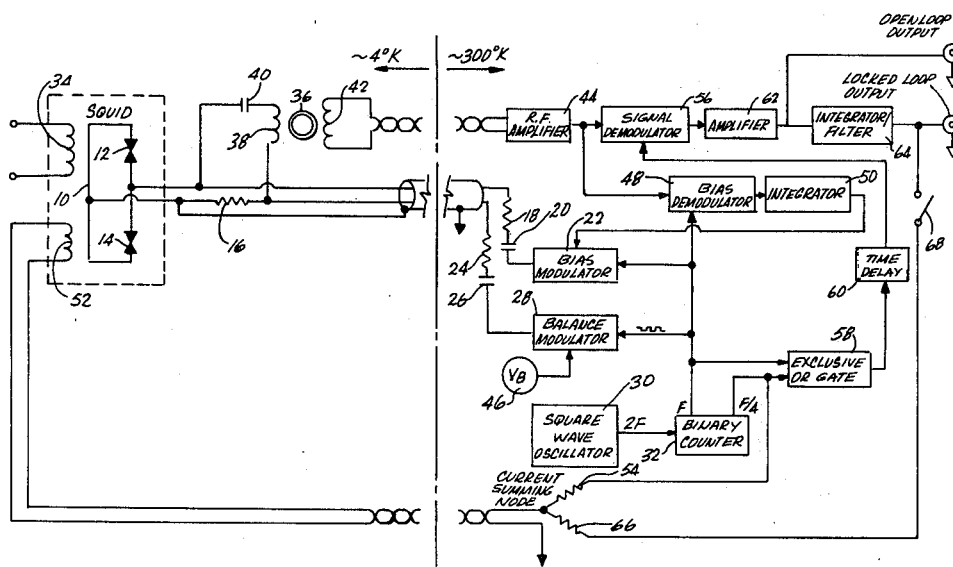 OPEN LOOP
OUTPUT
~4°K
~300°K
34
SQUID
40
36
42
44
56
62
LOCKED LOOP
OUTPUT
12
38
R.F.
AMPLIFIER
SIGNAL
DEMODULATOR
AMPLIFIER
INTEGRATOR/
FILTER
64
10
48
BIAS
DEMODULATOR
INTEGRATOR
50
14
16
18
20
22
68
24
BIAS
MODULATOR
TIME
DELAY
60
52
26
28
BALANCE
MODULATOR
58
EXCLUSIVE
OR GATE
VB
46
30
F
F/4
SQUARE
WAVE
OSCILLATOR
2F
BINARY
COUNTER
32
CURRENT
SUMMING
NODE
54
66